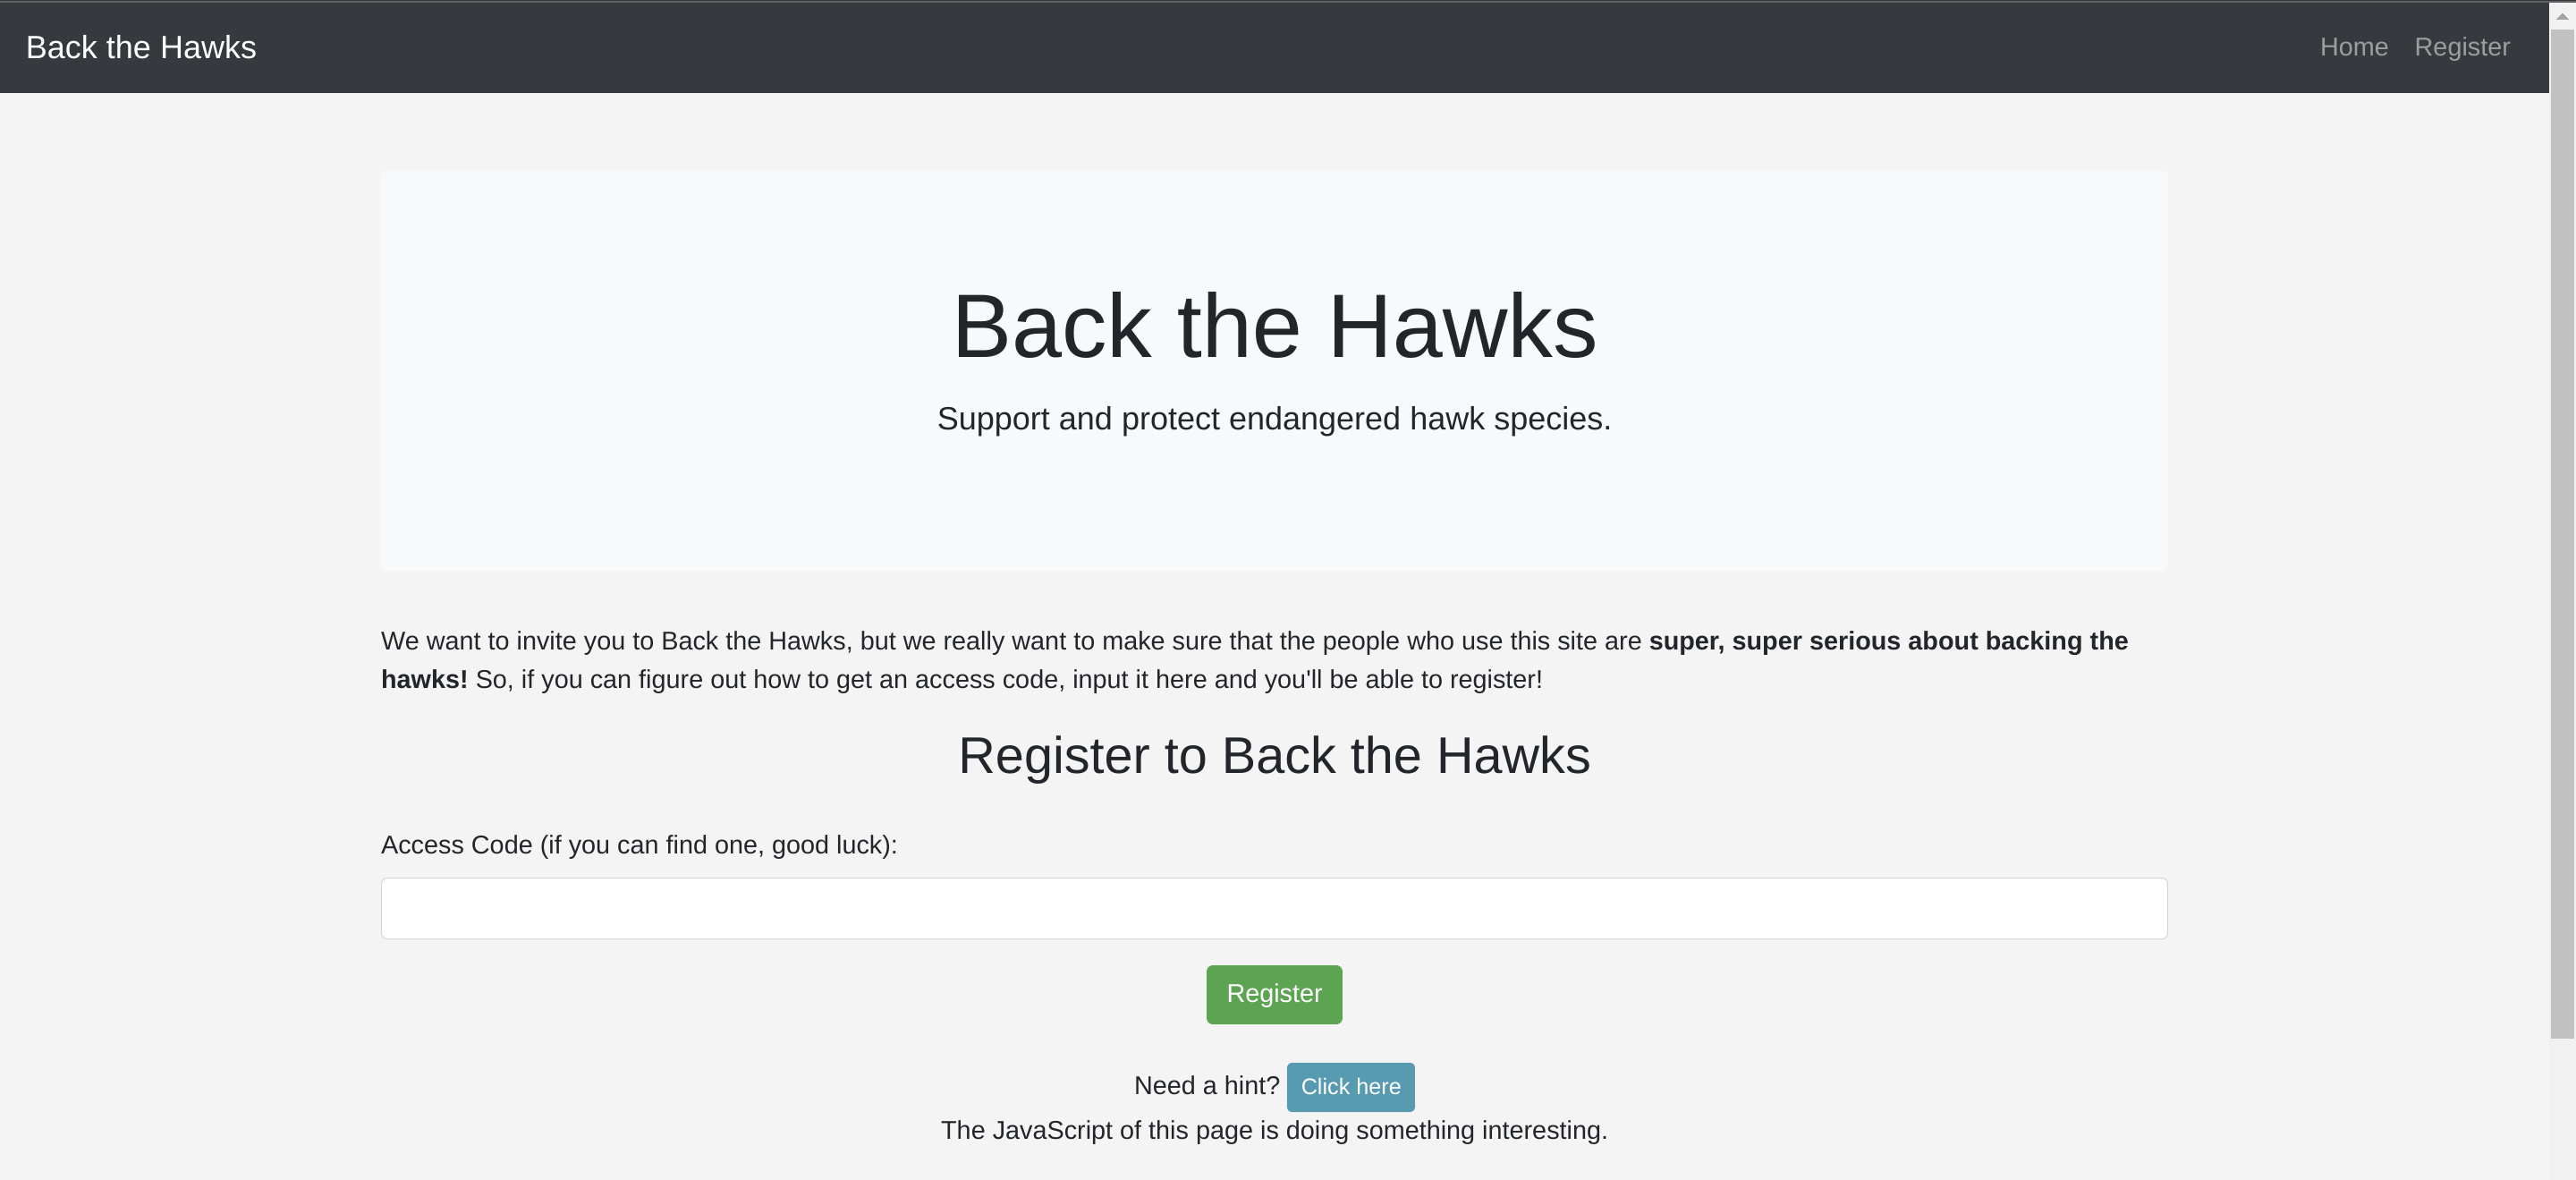 Back the Hawks
Home Register
Back the Hawks
Support and protect endangered hawk species.
We want to invite you to Back the Hawks, but we really want to make sure that the people who use this site are super, super serious about backing the
hawks! So, if you can figure out how to get an access code, input it here and you'll be able to register!
Register to Back the Hawks
Access Code (if you can find one, good luck):
Register
Need a hint? Click here
The JavaScript of this page is doing something interesting.